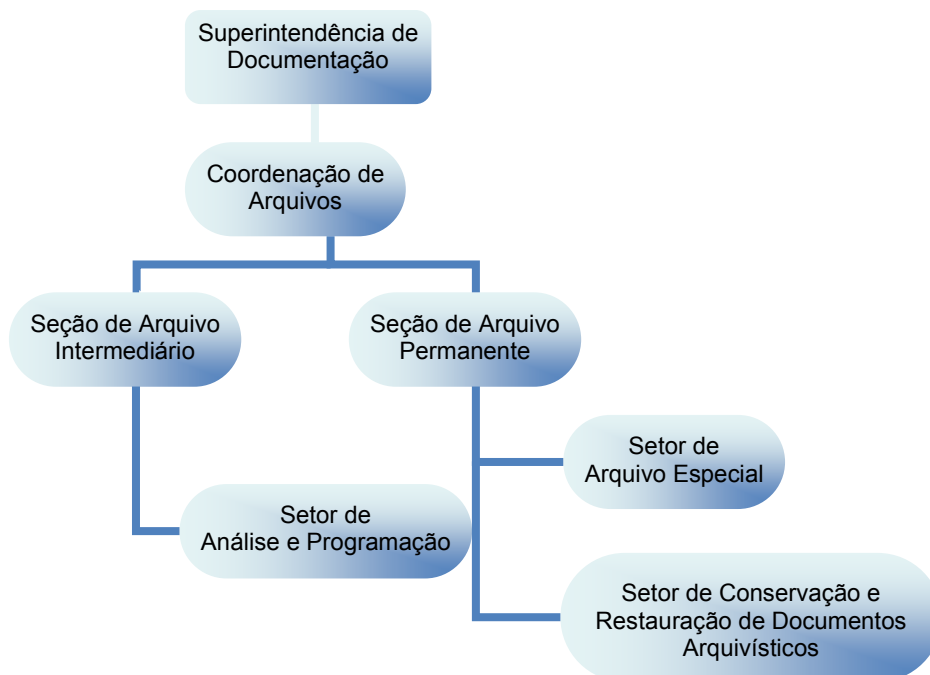 Superintendência de
Documentação
Coordenação de
Arquivos
Seção de Arquivo
Intermediário
Seção de Arquivo
Permanente
Setor de
Arquivo Especial
Setor de
Análise e Programação
Setor de Conservação e
Restauração de Documentos
Arquivísticos